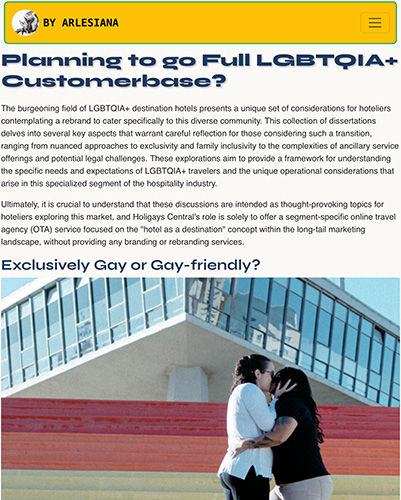 BY ARLESIANA
Planning to go Full LGBTQIA+
Customerbase?
The burgeoning field of LGBTQIA+ destination hotels presents a unique set of considerations for hoteliers
contemplating a rebrand to cater specifically to this diverse community. This collection of dissertations
delves into several key aspects that warrant careful reflection for those considering such a transition,
ranging from nuanced approaches to exclusivity and family inclusivity to the complexities of ancillary service
offerings and potential legal challenges. These explorations aim to provide a framework for understanding
the specific needs and expectations of LGBTQIA+ travelers and the unique operational considerations that
arise in this specialized segment of the hospitality industry.
Ultimately, it is crucial to understand that these discussions are intended as thought-provoking topics for
hoteliers exploring this market, and Holigays Central's role is solely to offer a segment-specific online travel
agency (OTA) service focused on the "hotel as a destination" concept within the long-tail marketing
landscape, without providing any branding or rebranding services.
Exclusively Gay or Gay-friendly?